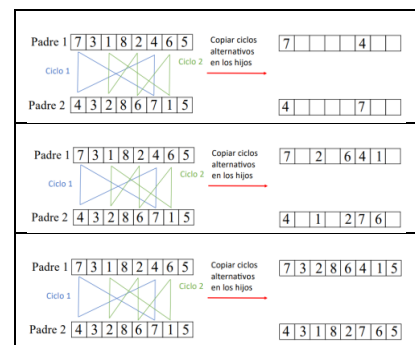 Padre 1 7 3 1 8 2 4 6 5
Copiar ciclos
alternativos
en los hijos
7 4
Ciclo 1
Ciclo 2
Padre 2 4 3 2 8 6 7 1 5
4 7
Padre 1 7 3 1 8 2 4 6 5
Copiar ciclos
alternativos
en los hijos
7 2 6 4 1
Ciclo 1
Ciclo 2
Padre 2 4 3 2 8 6 7 1 5
4 1 2 7 6
Padre 1 7 3 1 8 2 4 6 5
Copiar ciclos
alternativos
en los hijos
7 3 2 8 6 4 1 5
Ciclo 1
Ciclo 2
Padre 2 4 3 2 8 6 7 1 5
4 3 1 8 2 7 6 5